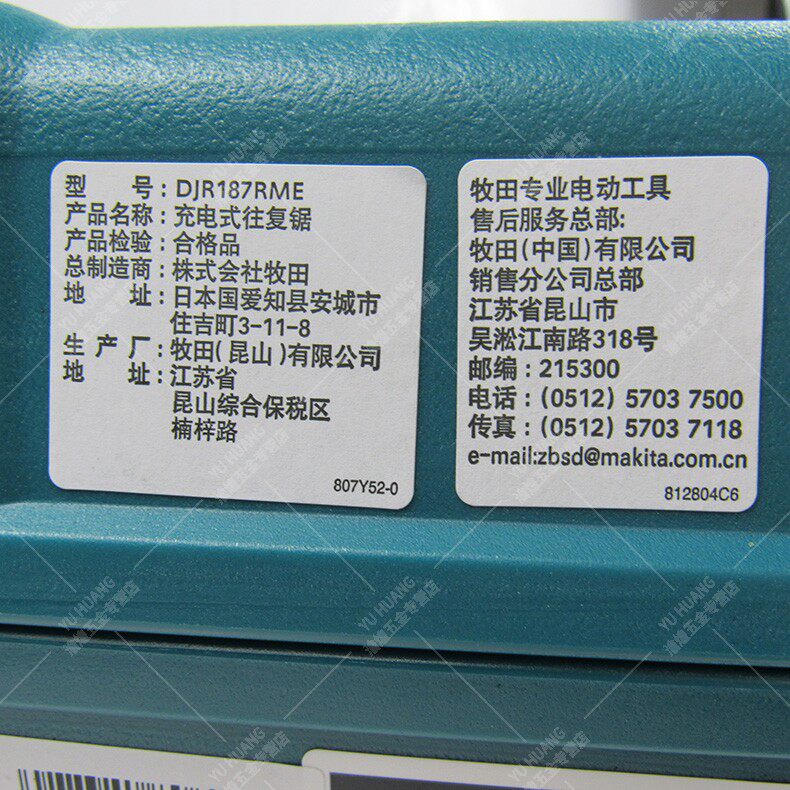 型 号：DJR187RME
产品名称：充电式往复锯
产品检验：合格品
总制造商：株式会社牧田
地 址：日本国爱知县安城市
住吉町3-11-8
生 产 厂：牧田(昆山)有限公司
地 址：江苏省
昆山综合保税区
楠梓路
807Y52-0
牧田专业电动工具
售后服务总部:
牧田(中国)有限公司
销售分公司总部
江苏省昆山市
吴淞江南路318号
邮编：215300
电话：(0512) 5703 7500
传真：(0512) 5703 7118
e-mail:zbsd@makita.com.cn
812804C6
YU HUANG